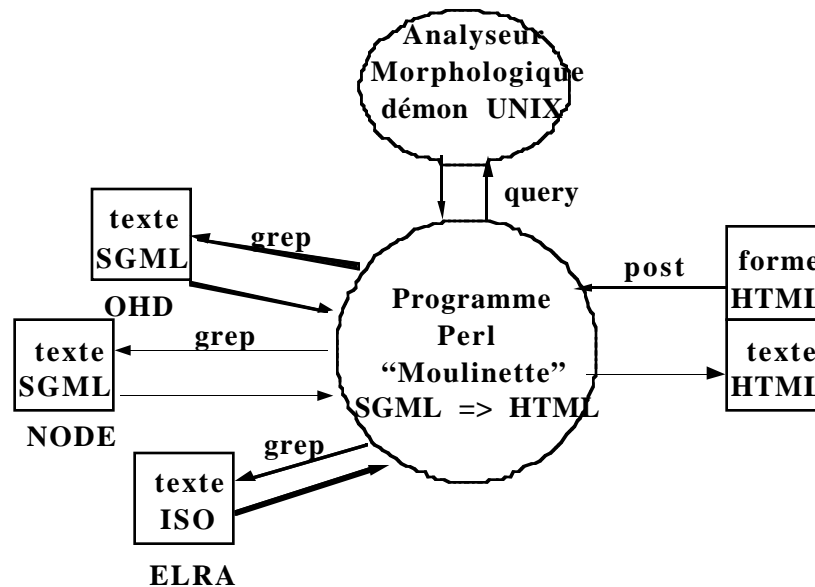 Analyseur
Morphologique
démon UNIX
query
texte
SGML
grep
OHD
post
forme
HTML
texte
SGML
grep
NODE
Programme
Perl
“Moulinette”
SGML => HTML
texte
HTML
grep
texte
ISO
ELRA